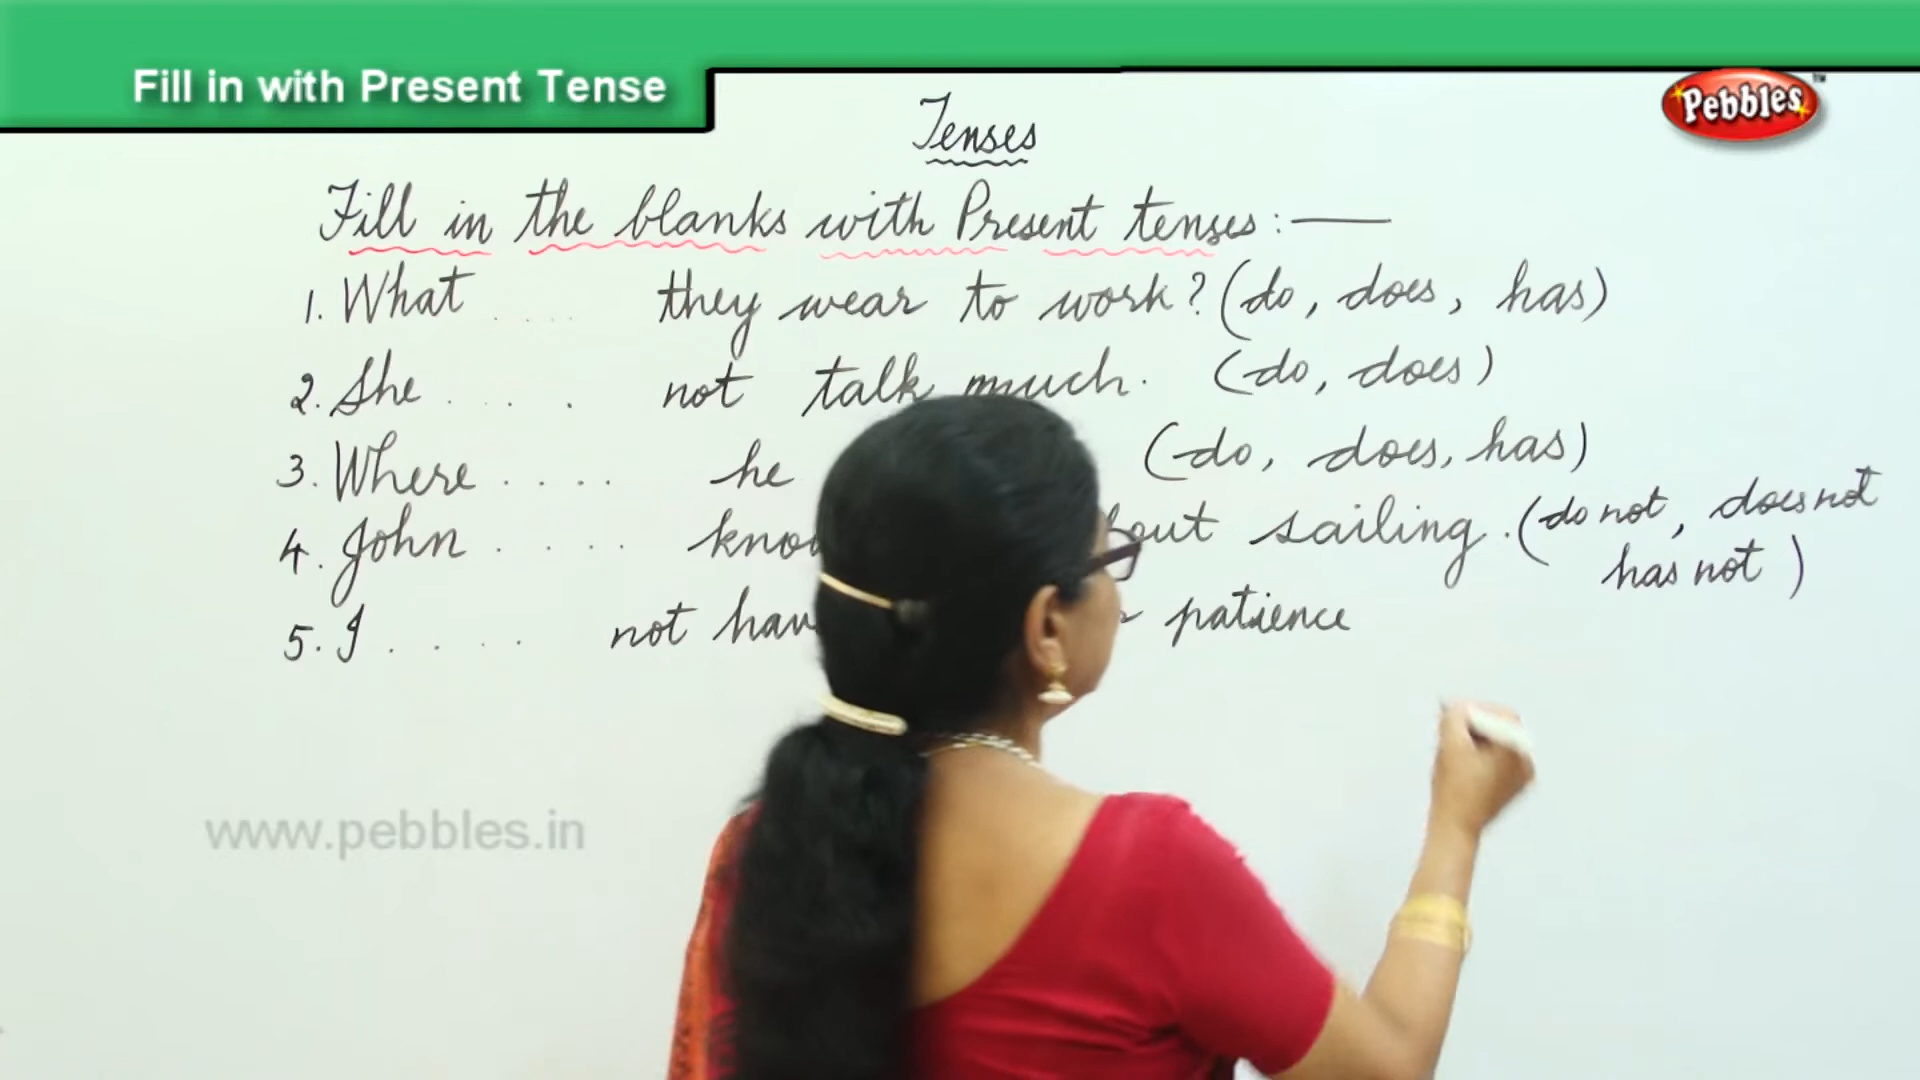 Fill in with Present Tense
Pebbles
TM
Tenses
Fill in the blanks with Present tenses :—
1. What .... they wear to work? (do, does, has)
2. She .... not talk much. (do, does)
3. Where .... he (do, does, has)
4. John .... sailing. (do not, does not
has not)
5. I .... not patience
www.pebbles.in